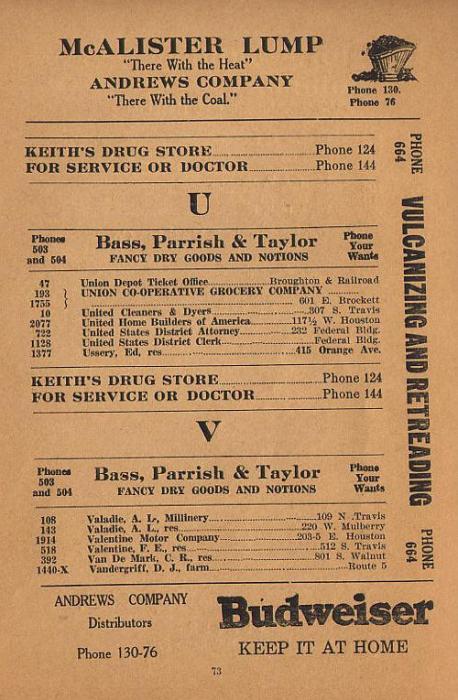 McALISTER LUMP
"There With the Heat"
ANDREWS COMPANY
"There With the Coal."
Phone 130.
Phone 76
KEITH'S DRUG STORE Phone 124
FOR SERVICE OR DOCTOR Phone 144
U
Phones 503 and 504
Bass, Parrish & Taylor
FANCY DRY GOODS AND NOTIONS
Phone Your Wants
47 Union Depot Ticket Office Broughton & Railroad
193 UNION CO-OPERATIVE GROCERY COMPANY
1755 601 E. Brockett
10 United Cleaners & Dyers 307 S. Travis
2077 United Home Builders of America 117½ W. Houston
722 United States District Attorney 232 Federal Bldg.
1128 United States District Clerk Federal Bldg.
1377 Ussery, Ed, res 415 Orange Ave.
KEITH'S DRUG STORE Phone 124
FOR SERVICE OR DOCTOR Phone 144
V
Phones 503 and 504
Bass, Parrish & Taylor
FANCY DRY GOODS AND NOTIONS
Phone Your Wants
108 Valadie, A. L., Millinery 109 N .Travis
143 Valadie, A. L., res 220 W. Mulberry
1914 Valentine Motor Company 203-5 E. Houston
518 Valentine, F. E., res 512 S. Travis
392 Van De Mark, C. R., res 801 S. Walnut
1440-X Vandergriff, D. J., farm Route 5
PHONE 664
VULCANIZING AND RETREADING
PHONE 664
ANDREWS COMPANY
Distributors
Phone 130-76
Budweiser
KEEP IT AT HOME
73